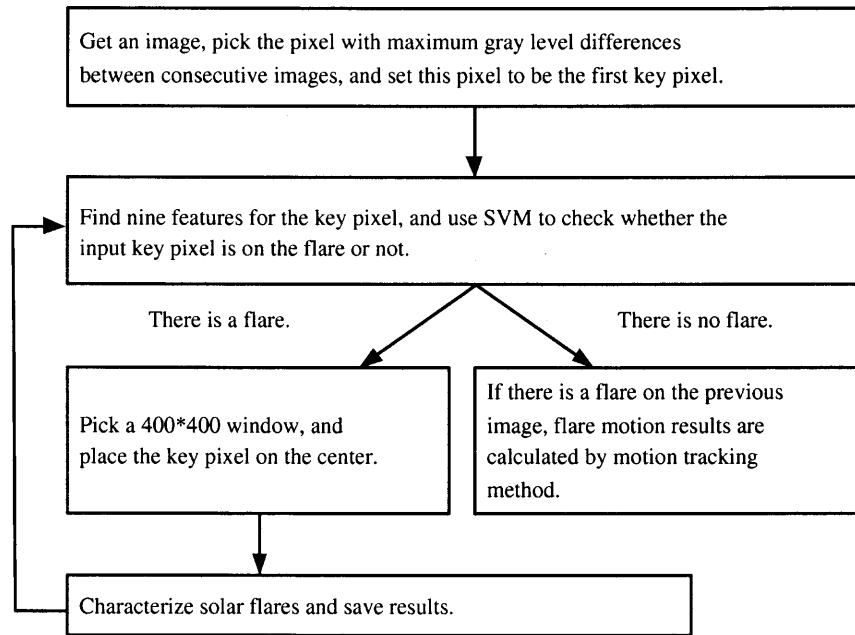 Get an image, pick the pixel with maximum gray level differences
between consecutive images, and set this pixel to be the first key pixel.
Find nine features for the key pixel, and use SVM to check whether the
input key pixel is on the flare or not.
There is a flare.
There is no flare.
Pick a 400*400 window, and
place the key pixel on the center.
If there is a flare on the previous
image, flare motion results are
calculated by motion tracking
method.
Characterize solar flares and save results.